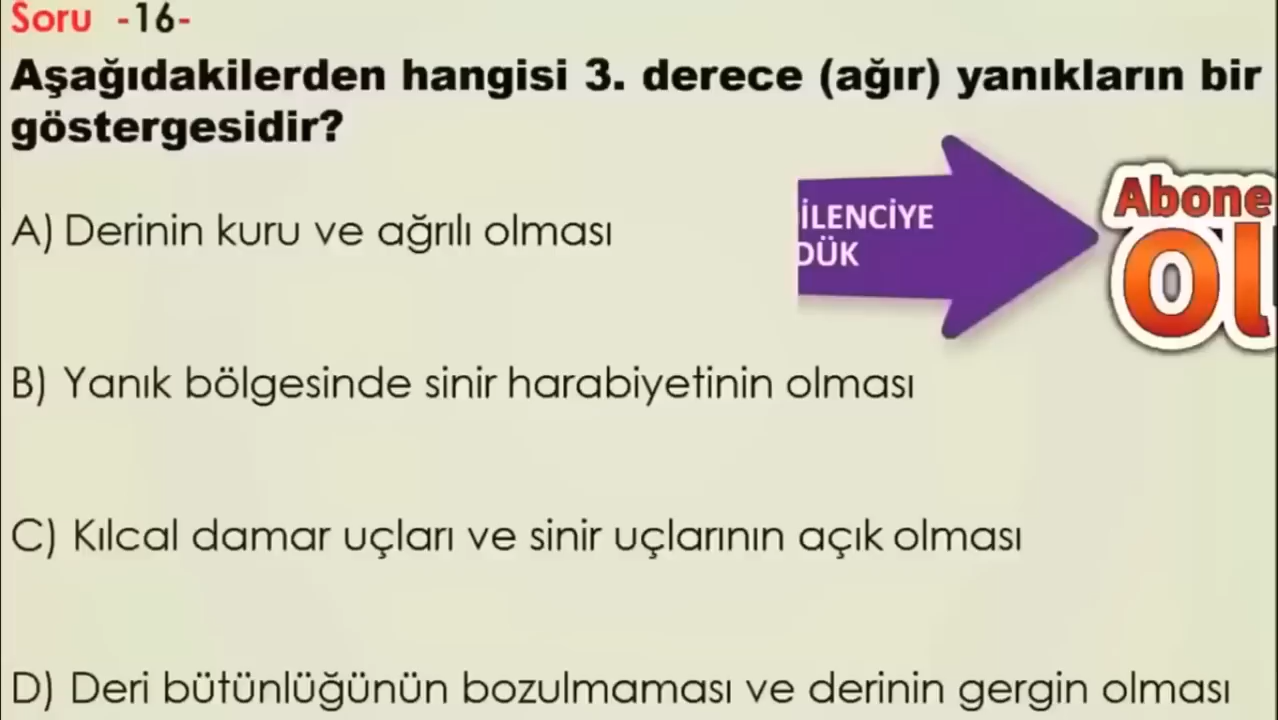 Soru -16-
Aşağıdakilerden hangisi 3. derece (ağır) yanıkların bir
göstergesidir?
A) Derinin kuru ve ağrılı olması
İLENCİYE
DÜK
Abone
Ol
B) Yanık bölgesinde sinir harabiyetinin olması
C) Kılcal damar uçları ve sinir uçlarının açık olması
D) Deri bütünlüğünün bozulmaması ve derinin gergin olması